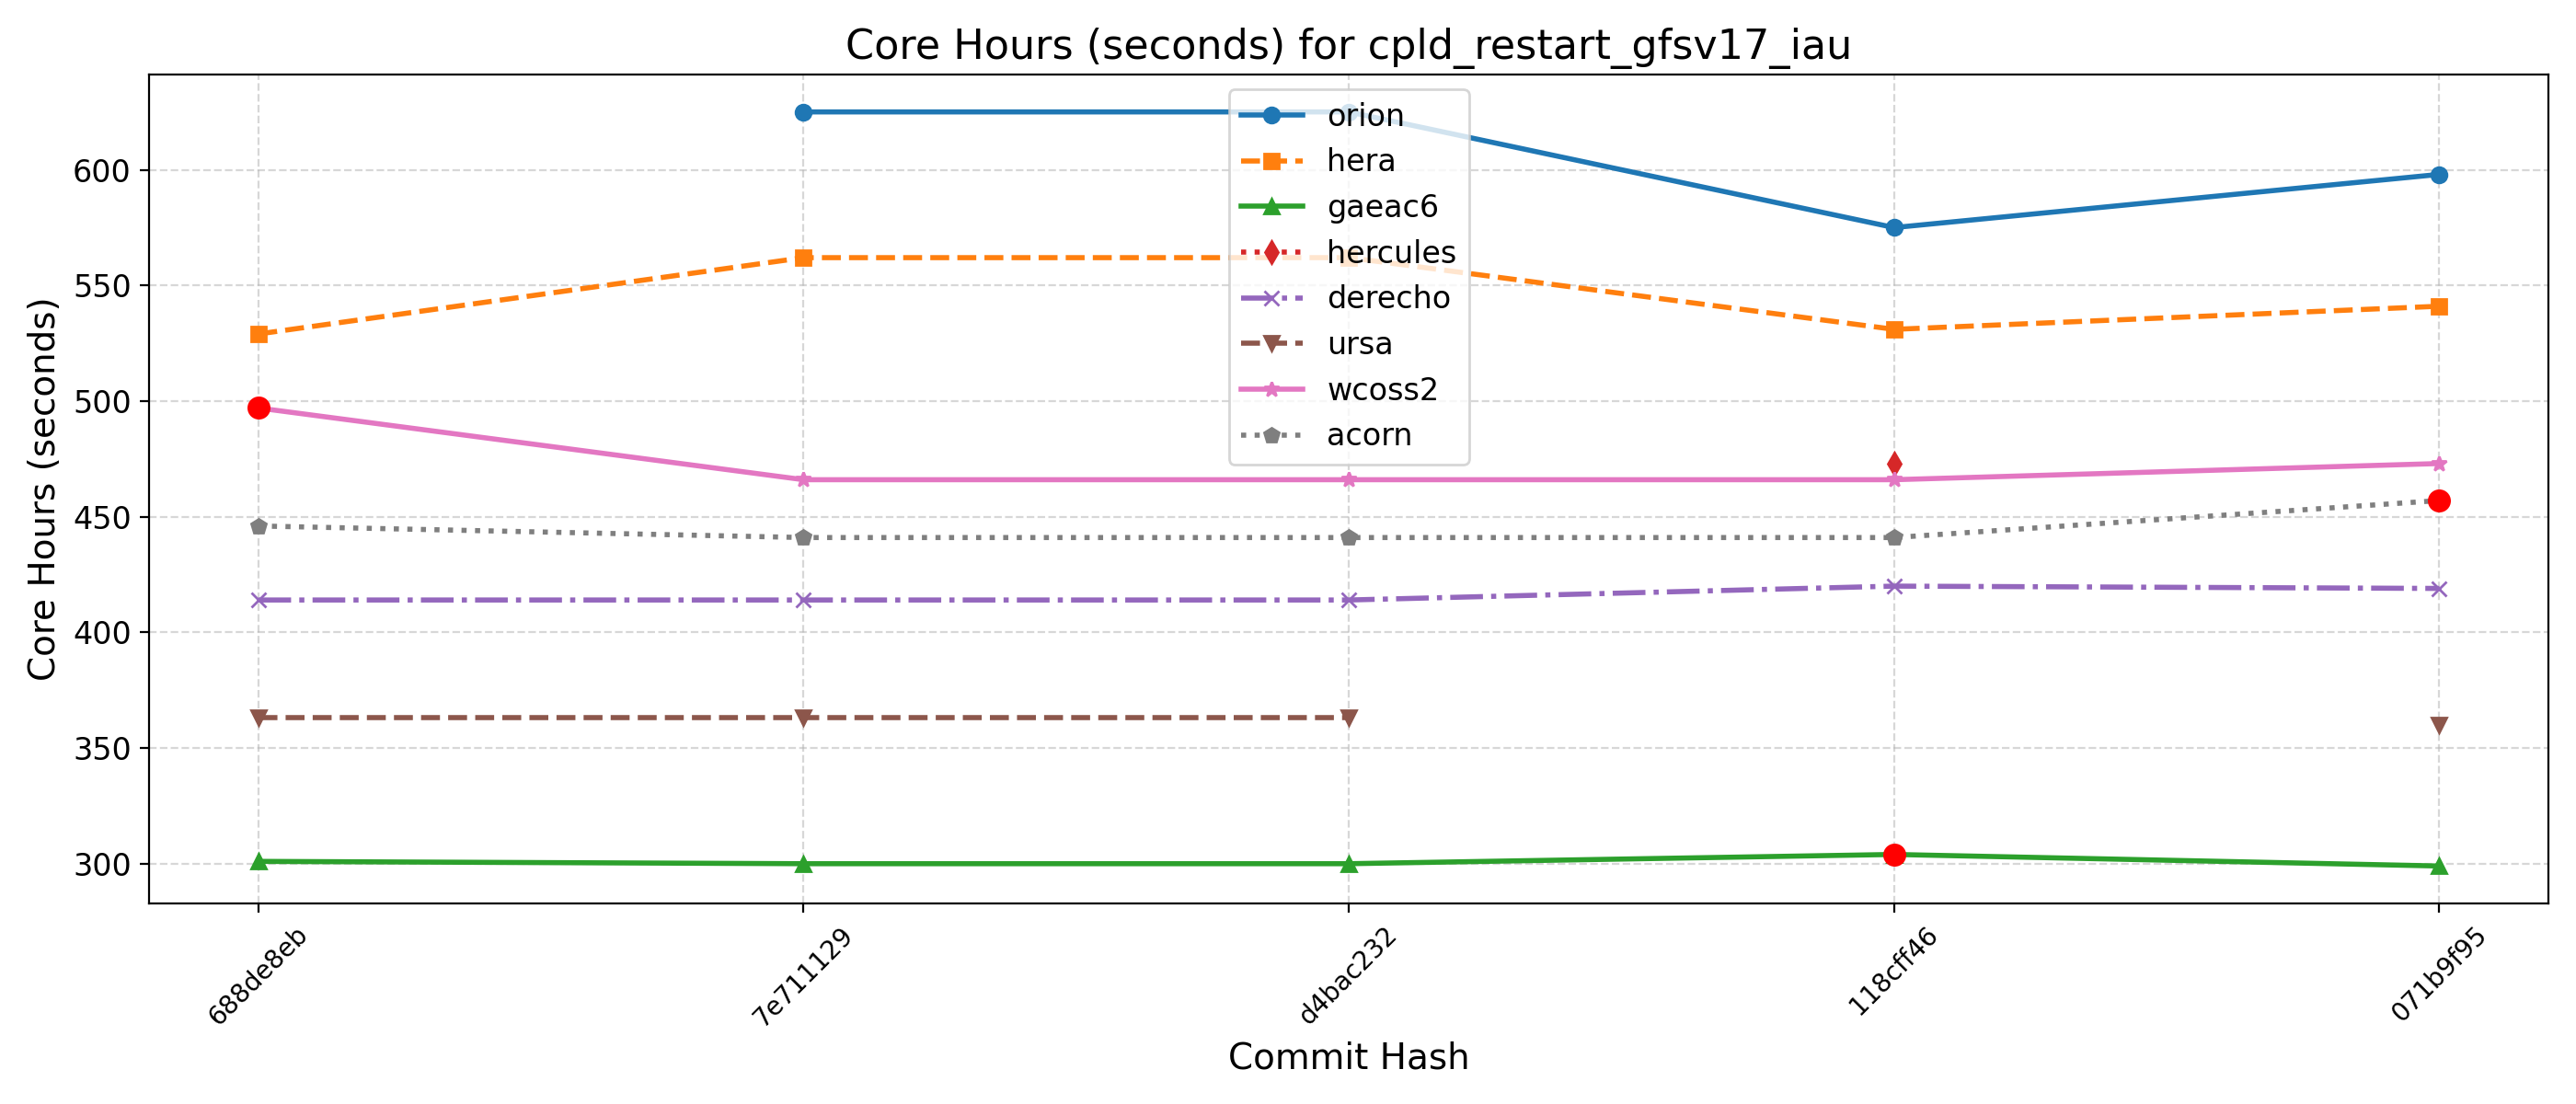 Core Hours (seconds) for cpld_restart_gfsv17_iau
Core Hours (seconds)
600
550
500
450
400
350
300
orion
hera
gaeac6
hercules
derecho
ursa
wcoss2
acorn
688de8eb
7e711129
d4bac232
118cff46
071b9f95
Commit Hash